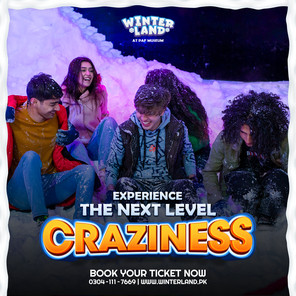 WINTER
LAND
AT PAF MUSEUM
EXPERIENCE
THE NEXT LEVEL
CRAZINESS
BOOK YOUR TICKET NOW
0304-111-7669 | WWW.WINTERLAND.PK